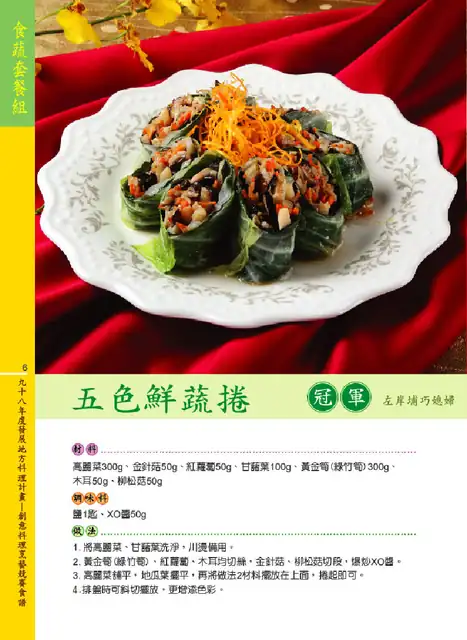 食蔬套餐組
6
九十八年度發展地方料理計畫—創意料理烹藝競賽食譜
五色鮮蔬捲
冠軍
左岸埔巧媳婦
材料
高麗菜300g、金針菇50g、紅蘿蔔50g、甘藷葉100g、黃金筍(綠竹筍)300g、
木耳50g、柳松菇50g
調味料
鹽1匙、XO醬50g
做法
1. 將高麗菜、甘藷葉洗淨，川燙備用。
2. 黃金筍(綠竹筍)、紅蘿蔔、木耳均切絲，金針菇、柳松菇切段，爆炒XO醬。
3. 高麗菜舖平，地瓜葉攤平，再將做法2材料擺放在上面，捲起即可。
4. 排盤時可斜切擺放，更增添色彩。